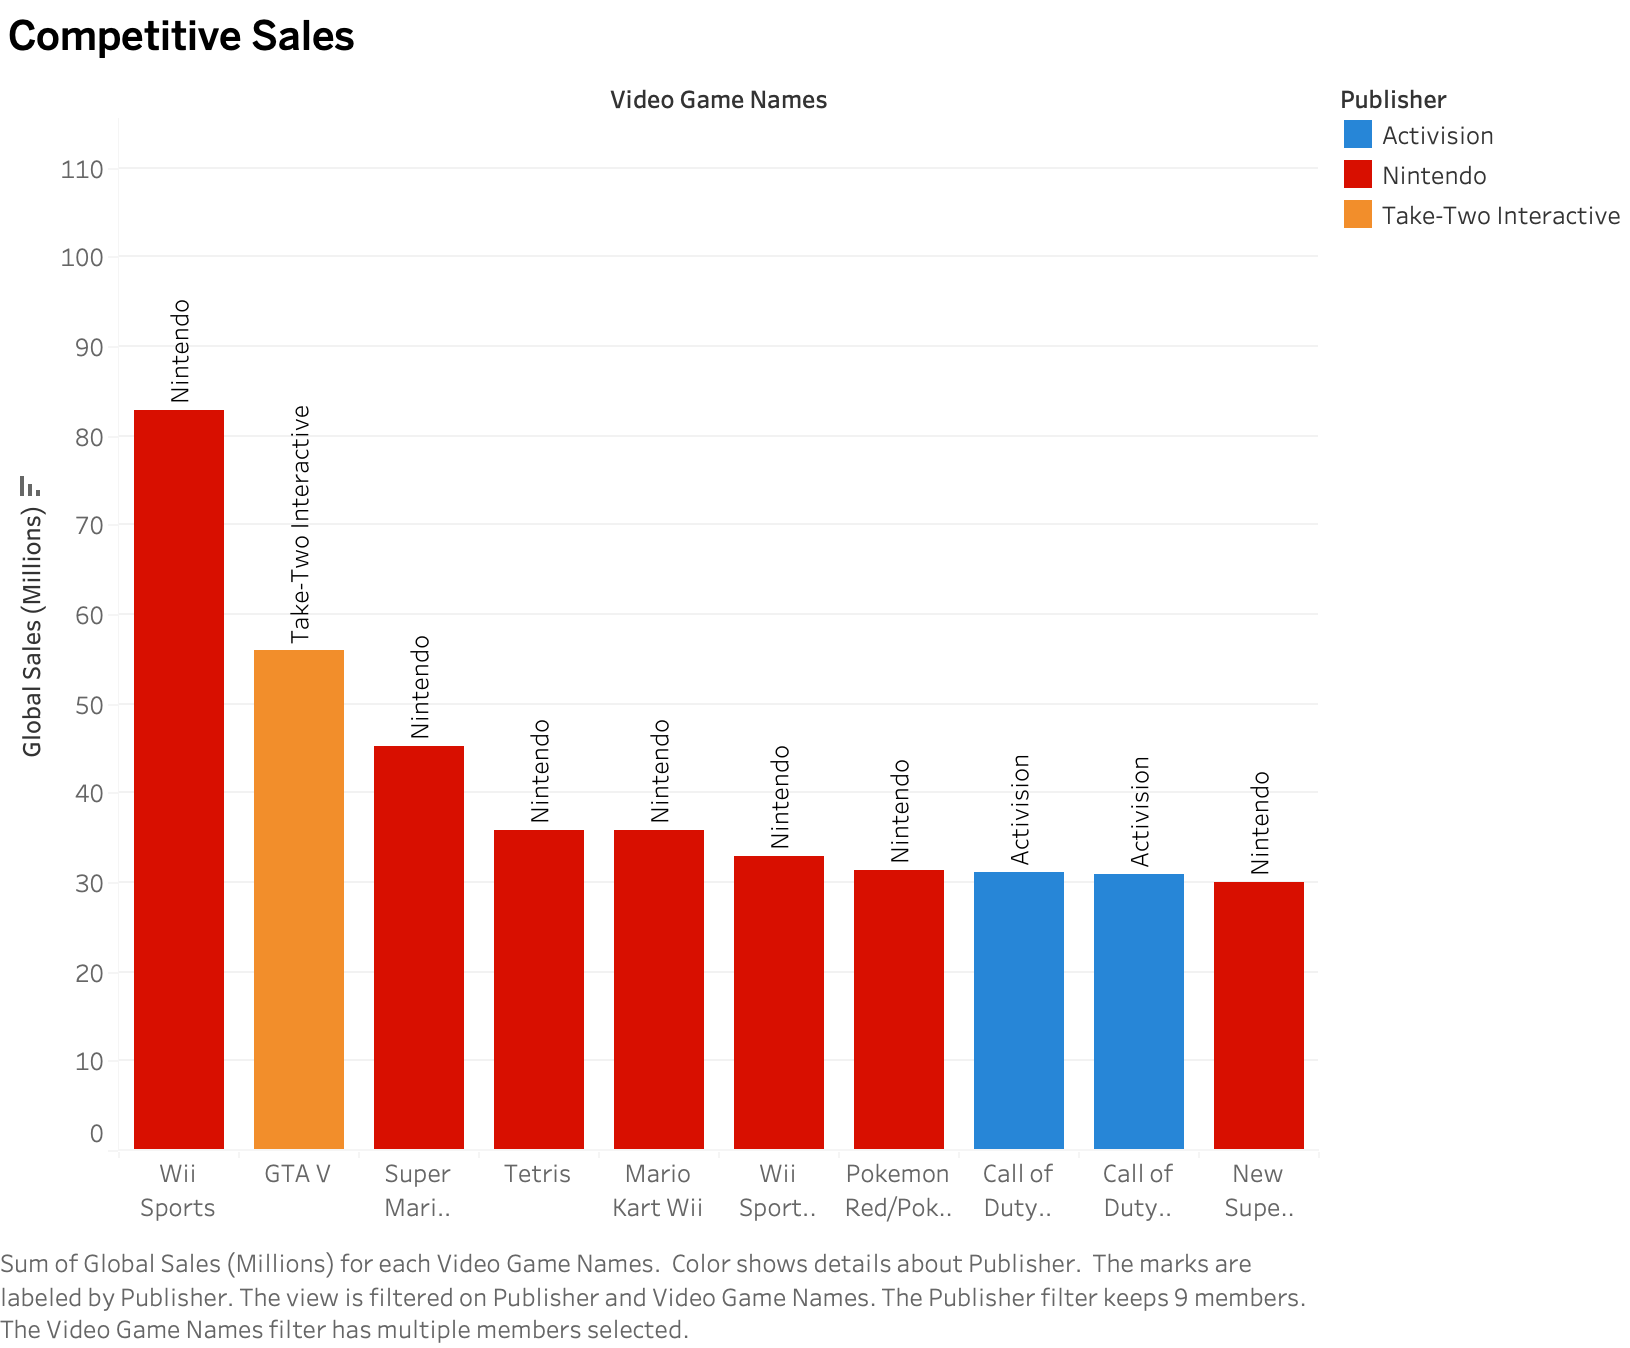 Competitive Sales
Video Game Names
Publisher
Activision
Nintendo
Take-Two Interactive
Global Sales (Millions)
110
100
90
80
70
60
50
40
30
20
10
0
Nintendo
Take-Two Interactive
Nintendo
Nintendo
Nintendo
Nintendo
Nintendo
Activision
Activision
Nintendo
Wii
Sports
GTA V
Super
Mari..
Tetris
Mario
Kart Wii
Wii
Sport..
Pokemon
Red/Pok..
Call of
Duty..
Call of
Duty..
New
Supe..
Sum of Global Sales (Millions) for each Video Game Names.  Color shows details about Publisher.  The marks are
labeled by Publisher. The view is filtered on Publisher and Video Game Names. The Publisher filter keeps 9 members.
The Video Game Names filter has multiple members selected.